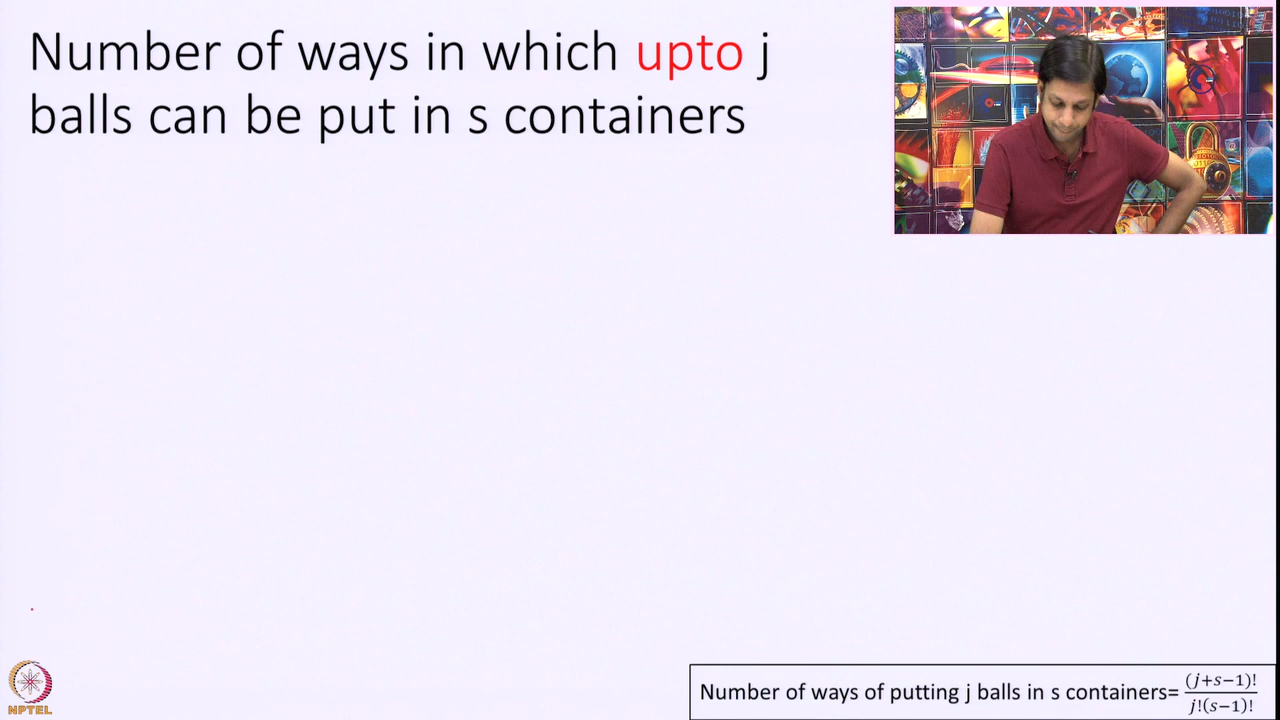 Number of ways in which upto j
balls can be put in s containers
Number of ways of putting j balls in s containers= (j+s−1)! / j!(s−1)!
NPTEL